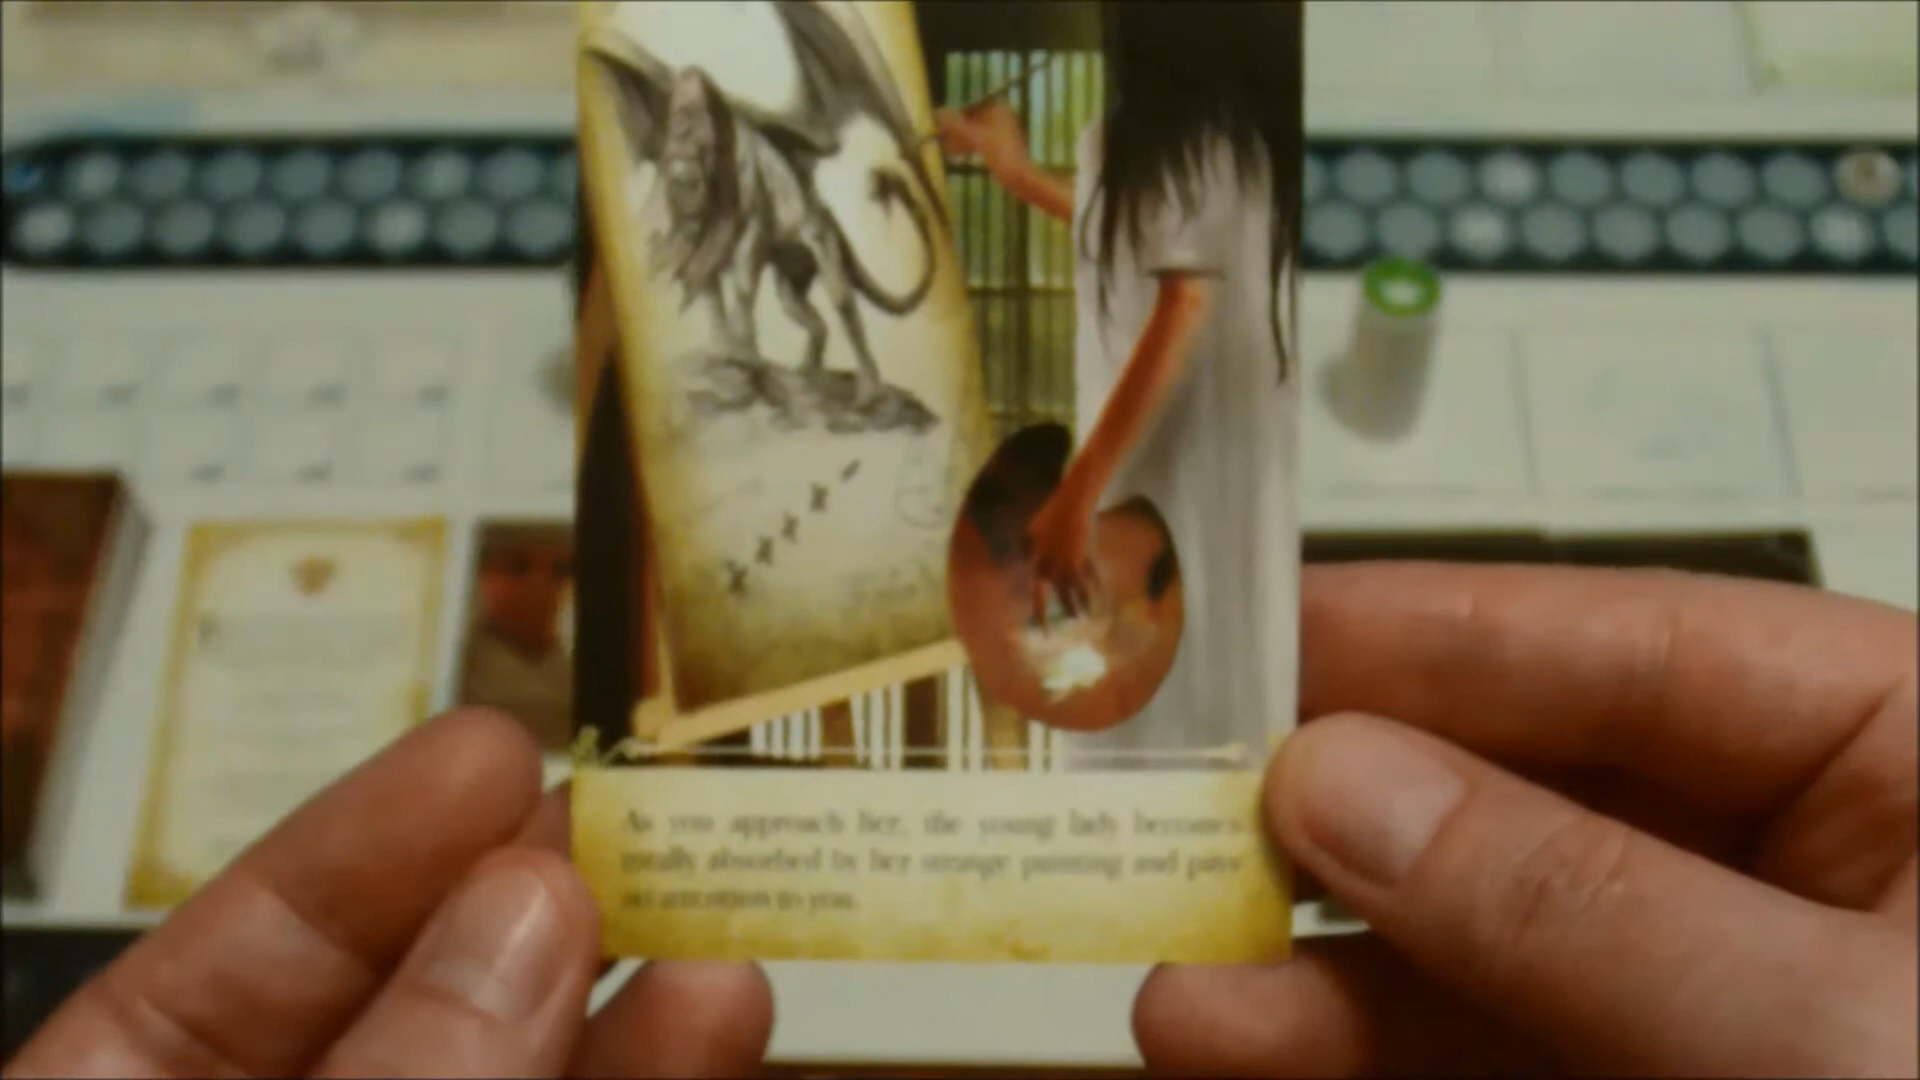 As you approach her, the young lady becomes
totally absorbed by her strange painting and pays
no attention to you.